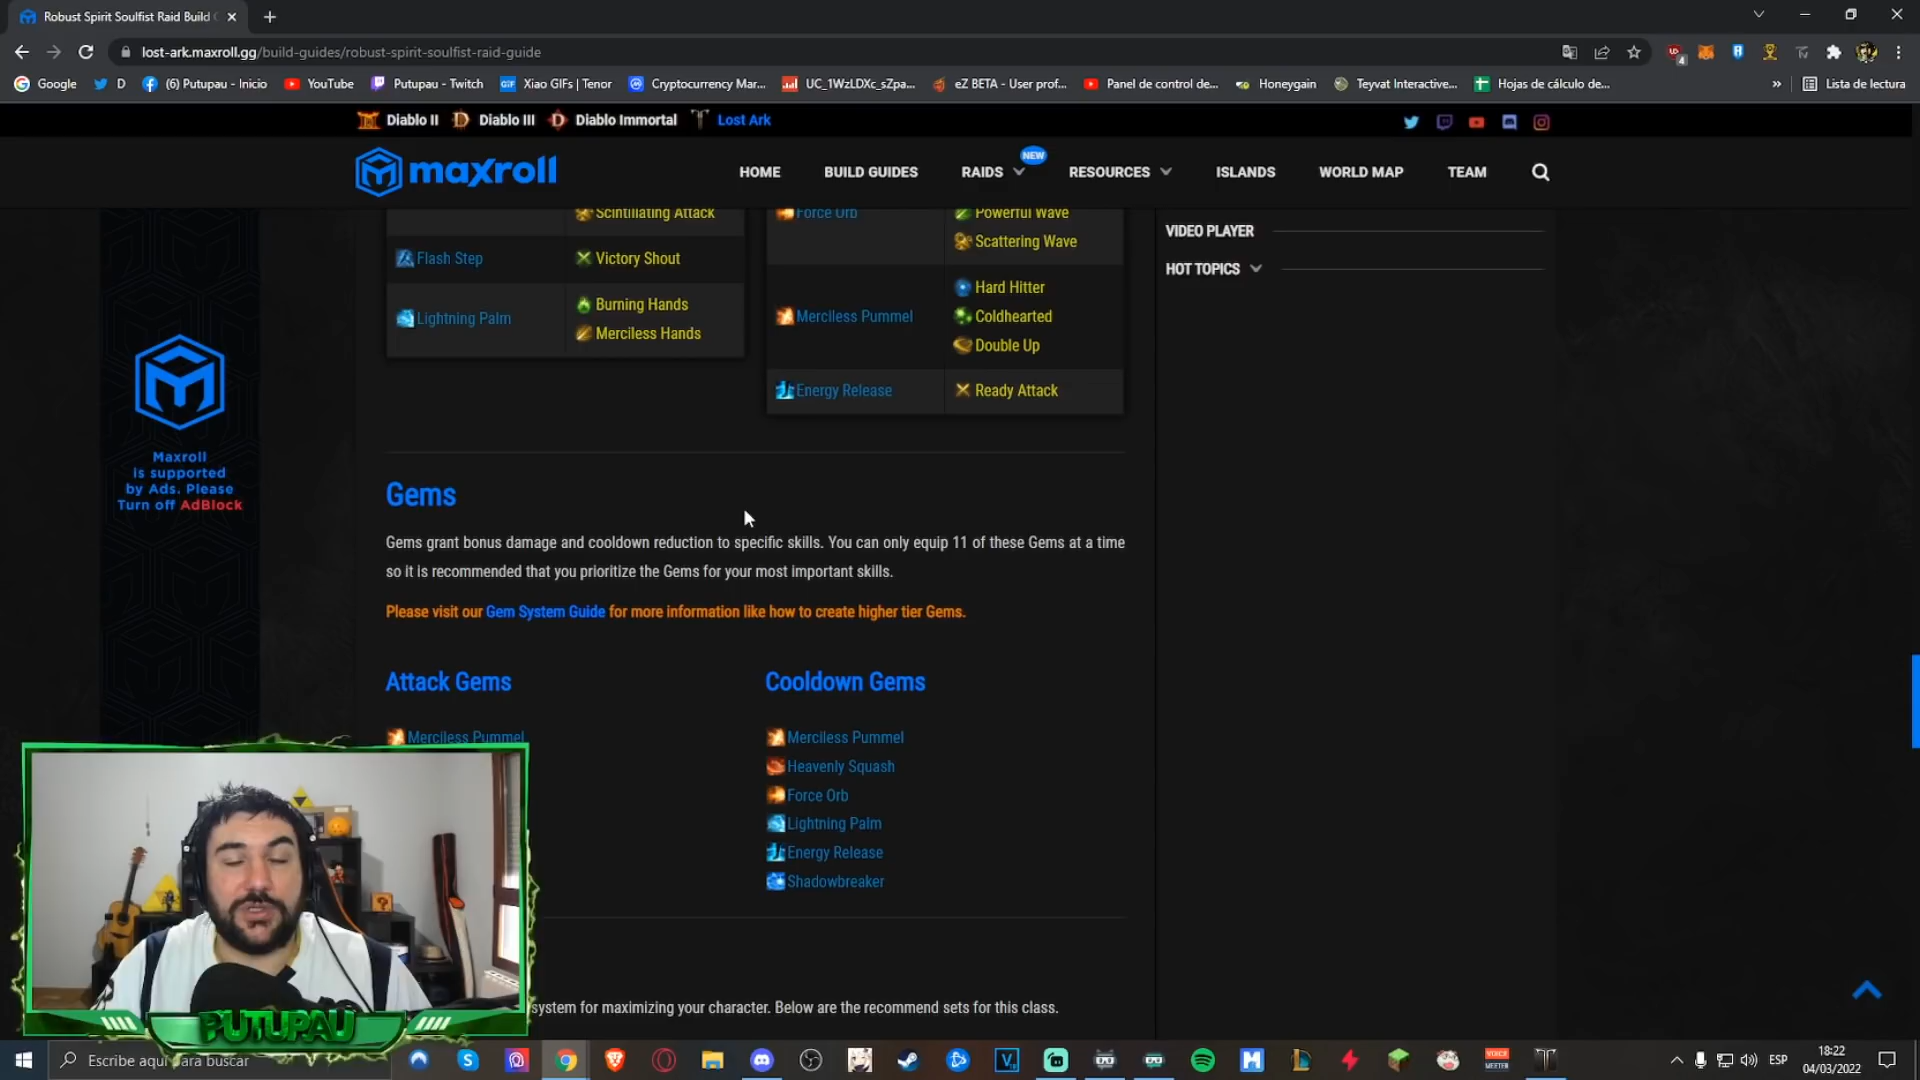 Robust Spirit Soulfist Raid Build
lost-ark.maxroll.gg/build-guides/robust-spirit-soulfist-raid-guide
4
Google
D
(6) Putupau - Inicio
YouTube
Putupau - Twitch
GIF
Xiao GIFs | Tenor
Cryptocurrency Mar...
UC_1WzLDXc_sZpa...
eZ BETA - User prof...
Panel de control de...
Honeygain
Teyvat Interactive...
Hojas de cálculo de...
»
Lista de lectura
Diablo II
Diablo III
Diablo Immortal
Lost Ark
maxroll
HOME
BUILD GUIDES
RAIDS
NEW
RESOURCES
ISLANDS
WORLD MAP
TEAM
Scintillating Attack
Flash Step
Victory Shout
Lightning Palm
Burning Hands
Merciless Hands
Force Orb
Powerful Wave
Scattering Wave
Merciless Pummel
Hard Hitter
Coldhearted
Double Up
Energy Release
Ready Attack
VIDEO PLAYER
HOT TOPICS
Maxroll
is supported
by Ads. Please
Turn off AdBlock
Gems
Gems grant bonus damage and cooldown reduction to specific skills. You can only equip 11 of these Gems at a time
so it is recommended that you prioritize the Gems for your most important skills.
Please visit our Gem System Guide for more information like how to create higher tier Gems.
Attack Gems
Merciless Pummel
Cooldown Gems
Merciless Pummel
Heavenly Squash
Force Orb
Lightning Palm
Energy Release
Shadowbreaker
system for maximizing your character. Below are the recommend sets for this class.
PUTUPAU
Escribe aquí para buscar
VOICE
MEETER
ESP
18:22
04/03/2022